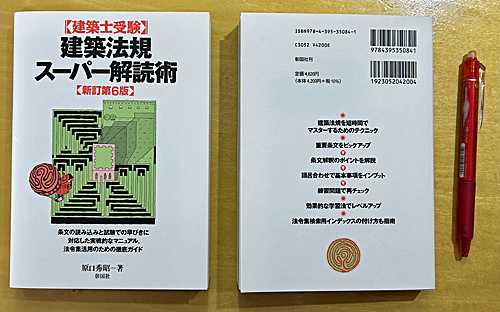 【建築士受験】
建築法規
スーパー解読術
【新訂第6版】
条文の読み込みと試験での早びきに
対応した実戦的なマニュアル。
法令集活用のための徹底ガイド
原口秀昭＝著
彰国社
ISBN978-4-395-35084-1
C3052 ¥4200E
彰国社刊
定価4,620円
(本体4,200円+税10%)
9784395350841
1923052042004
建築法規を短時間で
マスターするためのテクニック
重要条文をピックアップ
条文解釈のポイントを解説
語呂合わせで基本事項をインプット
練習問題で再チェック
効果的な学習法でレベルアップ
法令集検索用インデックスの付け方も指南